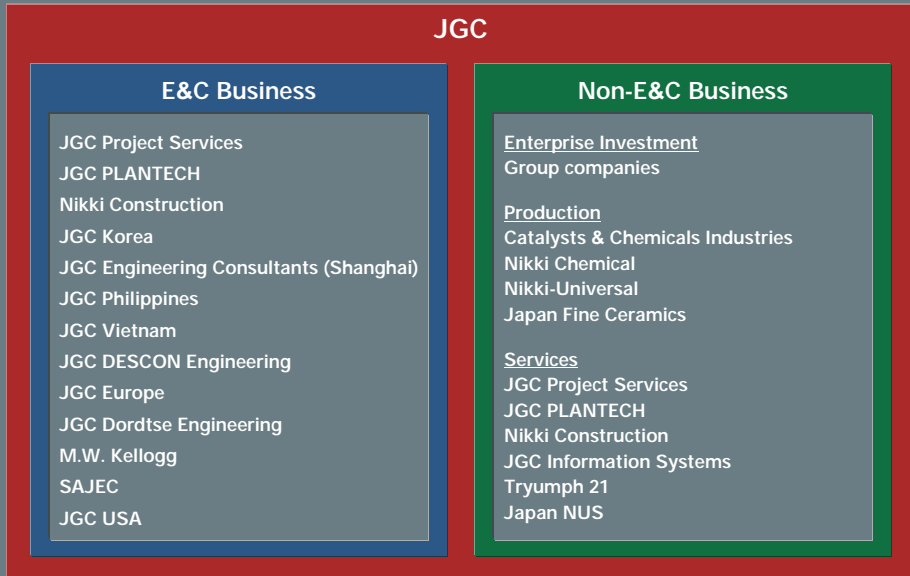 JGC
E&C Business
JGC Project Services
JGC PLANTECH
Nikki Construction
JGC Korea
JGC Engineering Consultants (Shanghai)
JGC Philippines
JGC Vietnam
JGC DESCON Engineering
JGC Europe
JGC Dordtse Engineering
M.W. Kellogg
SAJEC
JGC USA
Non-E&C Business
Enterprise Investment
Group companies
Production
Catalysts & Chemicals Industries
Nikki Chemical
Nikki-Universal
Japan Fine Ceramics
Services
JGC Project Services
JGC PLANTECH
Nikki Construction
JGC Information Systems
Tryumph 21
Japan NUS